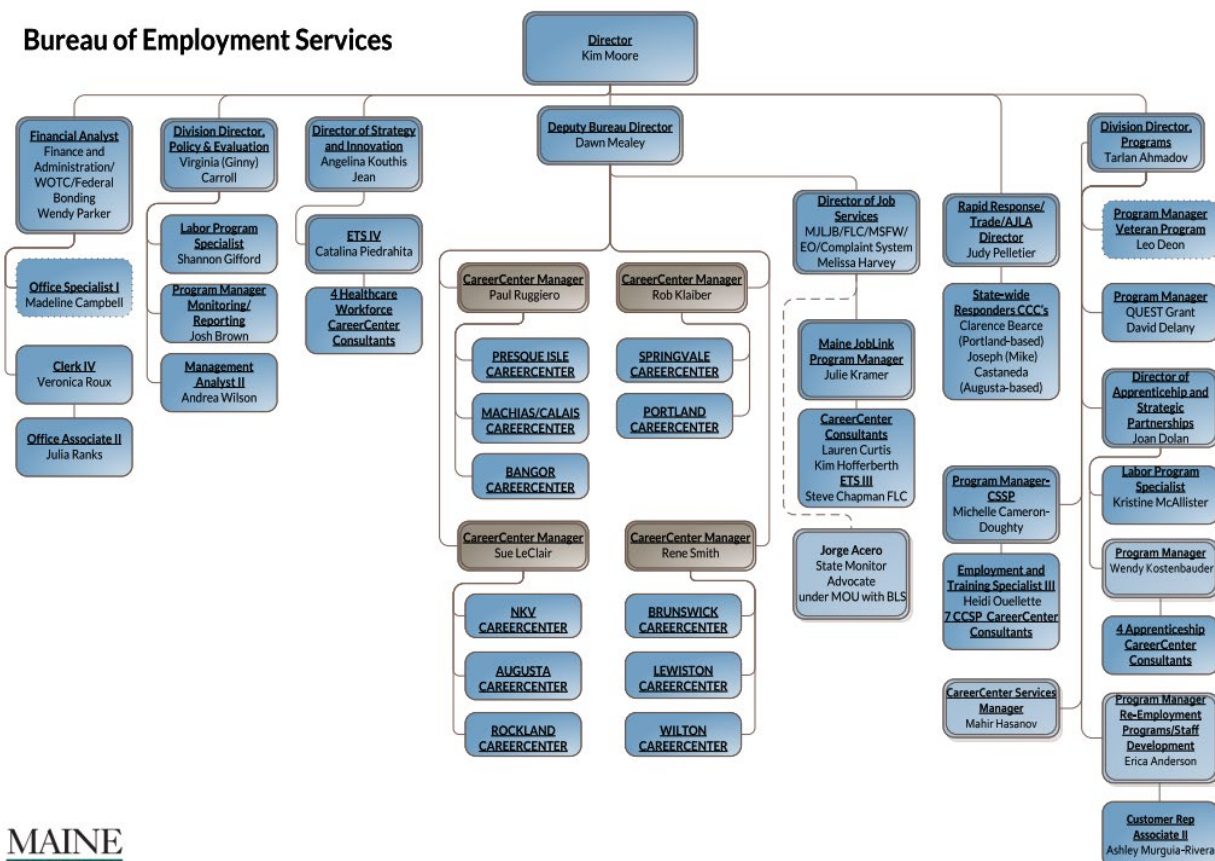 Bureau of Employment Services
Director
Kim Moore
Financial Analyst
Finance and
Administration/
WOTC/Federal
Bonding
Wendy Parker
Office Specialist I
Madeline Campbell
Clerk IV
Veronica Roux
Office Associate II
Julia Ranks
Division Director,
Policy & Evaluation
Virginia (Ginny)
Carroll
Labor Program
Specialist
Shannon Gifford
Program Manager
Monitoring/
Reporting
Josh Brown
Management
Analyst II
Andrea Wilson
Director of Strategy
and Innovation
Angelina Kouthis
Jean
ETS IV
Catalina Piedrahita
4 Healthcare
Workforce
CareerCenter
Consultants
Deputy Bureau Director
Dawn Mealey
CareerCenter Manager
Paul Ruggiero
PRESQUE ISLE
CAREERCENTER
MACHIAS/CALAIS
CAREERCENTER
BANGOR
CAREERCENTER
CareerCenter Manager
Rob Klaiber
SPRINGVALE
CAREERCENTER
PORTLAND
CAREERCENTER
CareerCenter Manager
Sue LeClair
NKV
CAREERCENTER
AUGUSTA
CAREERCENTER
ROCKLAND
CAREERCENTER
CareerCenter Manager
Rene Smith
BRUNSWICK
CAREERCENTER
LEWISTON
CAREERCENTER
WILTON
CAREERCENTER
Director of Job
Services
MJLJB/FLC/MSFW/
EO/Complaint System
Melissa Harvey
Maine JobLink
Program Manager
Julie Kramer
CareerCenter
Consultants
Lauren Curtis
Kim Hofferberth
ETS III
Steve Chapman FLC
Jorge Acero
State Monitor
Advocate
under MOU with BLS
Rapid Response/
Trade/AJLA
Director
Judy Pelletier
State-wide
Responders CCC's
Clarence Bearce
(Portland-based)
Joseph (Mike)
Castaneda
(Augusta-based)
Division Director,
Programs
Tarlan Ahmadov
Program Manager
Veteran Program
Leo Deon
Program Manager
QUEST Grant
David Delany
Director of
Apprenticehip and
Strategic
Partnerships
Joan Dolan
Labor Program
Specialist
Kristine McAllister
Program Manager
Wendy Kostenbauder
4 Apprenticeship
CareerCenter
Consultants
Program Manager-
CSSP
Michelle Cameron-
Doughty
Employment and
Training Specialist III
Heidi Ouellette
7 CCSP CareerCenter
Consultants
CareerCenter Services
Manager
Mahir Hasanov
Program Manager
Re-Employment
Programs/Staff
Development
Erica Anderson
Customer Rep
Associate II
Ashley Murguia-Rivera
MAINE